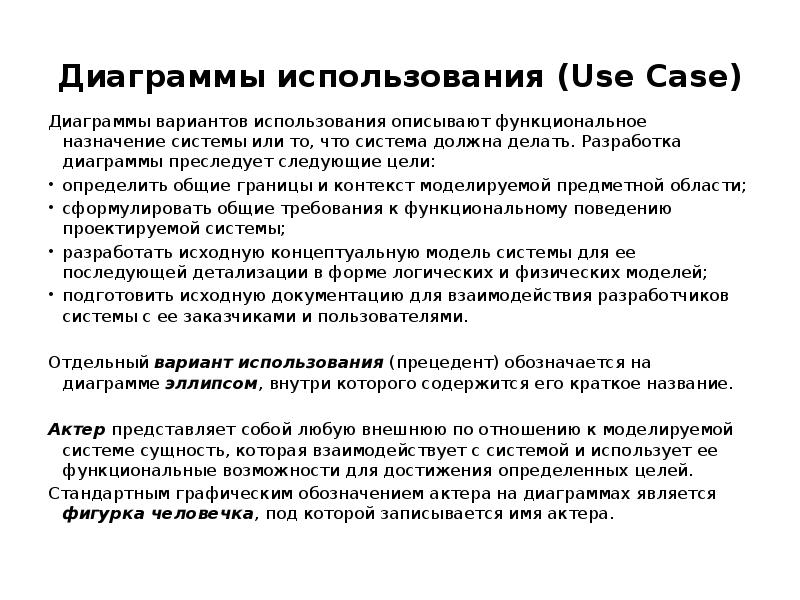 Диаграммы использования (Use Case)
Диаграммы вариантов использования описывают функциональное
назначение системы или то, что система должна делать. Разработка
диаграммы преследует следующие цели:
• определить общие границы и контекст моделируемой предметной области;
• сформулировать общие требования к функциональному поведению
проектируемой системы;
• разработать исходную концептуальную модель системы для ее
последующей детализации в форме логических и физических моделей;
• подготовить исходную документацию для взаимодействия разработчиков
системы с ее заказчиками и пользователями.
Отдельный вариант использования (прецедент) обозначается на
диаграмме эллипсом, внутри которого содержится его краткое название.
Актер представляет собой любую внешнюю по отношению к моделируемой
системе сущность, которая взаимодействует с системой и использует ее
функциональные возможности для достижения определенных целей.
Стандартным графическим обозначением актера на диаграммах является
фигурка человечка, под которой записывается имя актера.